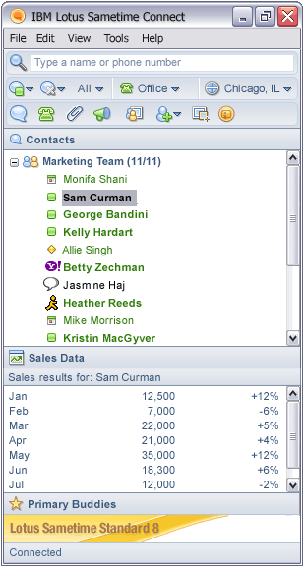 IBM Lotus Sametime Connect
File Edit View Tools Help
Type a name or phone number
All Office Chicago, IL
Contacts
Marketing Team (11/11)
Monifa Shani
Sam Curman
George Bandini
Kelly Hardart
Allie Singh
Y! Betty Zechman
Jasmne Haj
Heather Reeds
Mike Morrison
Kristin MacGyver
Sales Data
Sales results for: Sam Curman
Jan 12,500 +12%
Feb 7,000 -6%
Mar 22,000 +5%
Apr 21,000 +4%
May 35,000 +12%
Jun 18,300 +6%
Jul 12,000 -2%
Primary Buddies
Lotus Sametime Standard 8
Connected